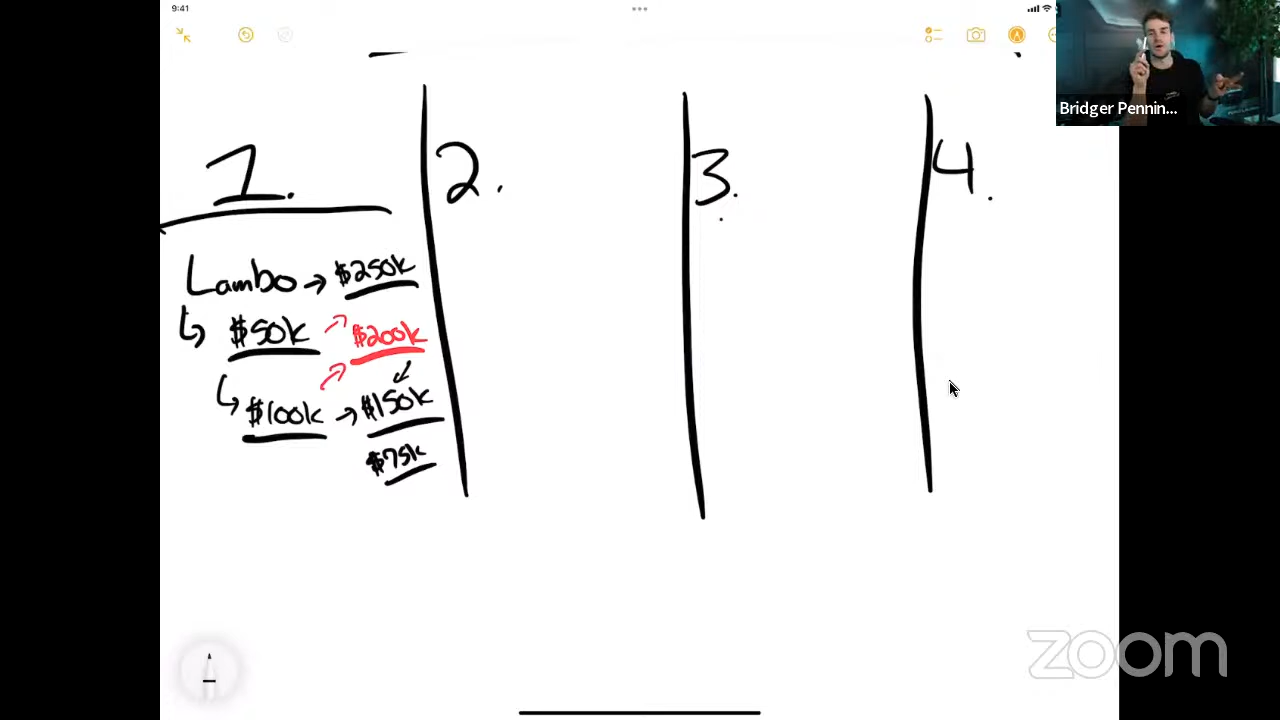 9:41
Bridger Pennin...
1.
2.
3.
4.
Lambo → $250k
$50k
$200k
$100k → $150k
$75k
zoom